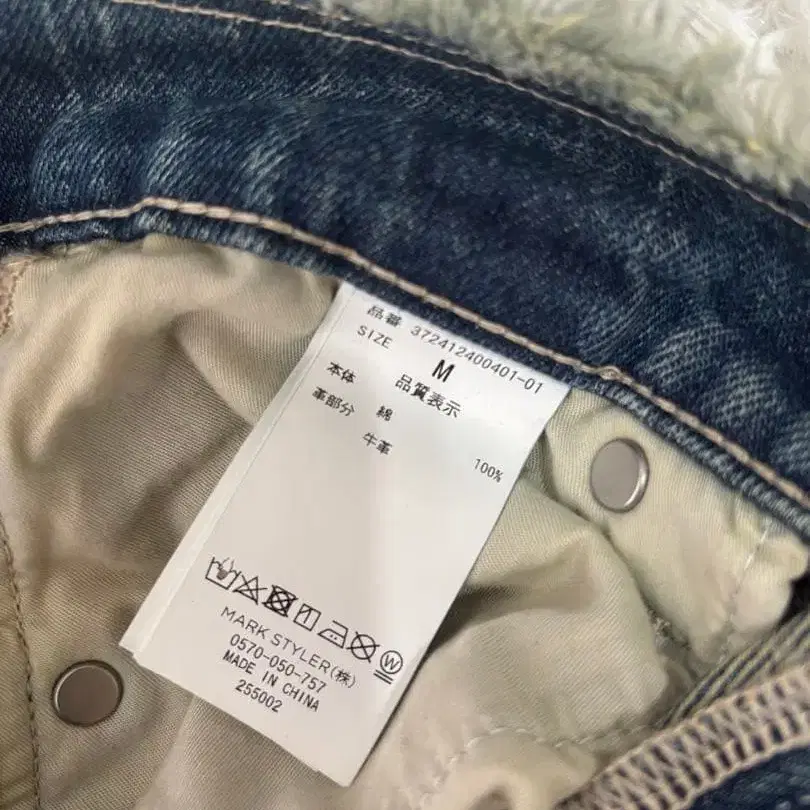 品番 372412400401-01
SIZE M
品質表示
本体 綿 100%
革部分 牛革
MARK STYLER(株)
0570-050-757
MADE IN CHINA
255002